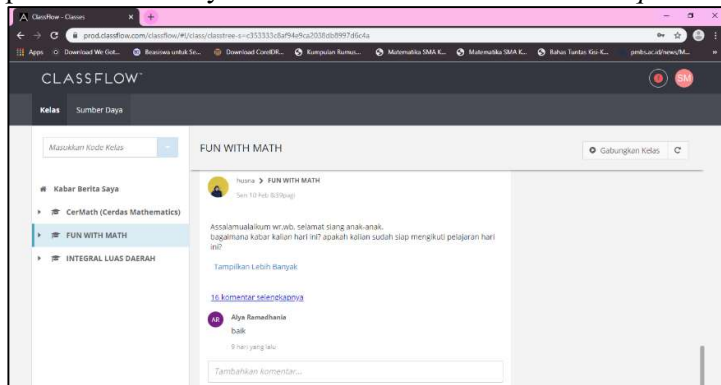 ClassFlow - Classes
prod.classflow.com/classflow/#!/class/classtree-s=c353333c8af94e9ca2038db8997d6c4a
Apps Download We Got... Beasiswa untuk Se... Download CorelDR... Kumpulan Rumus... Matematika SMA K... Matematika SMA K... Bahas Tuntas Kisi-K... pmbs.ac.id/news/M...
CLASSFLOW
SM
Kelas Sumber Daya
Masukkan Kode Kelas
FUN WITH MATH
Gabungkan Kelas
Kabar Berita Saya
CerMath (Cerdas Mathematics)
FUN WITH MATH
INTEGRAL LUAS DAERAH
husna > FUN WITH MATH
Sen 10 Feb 8:39pagi
Assalamualaikum wr.wb. selamat siang anak-anak.
bagaimana kabar kalian hari ini? apakah kalian sudah siap mengikuti pelajaran hari
ini?
Tampilkan Lebih Banyak
16 komentar selengkapnya
AR Alya Ramadhania
baik
9 hari yang lalu
Tambahkan komentar...